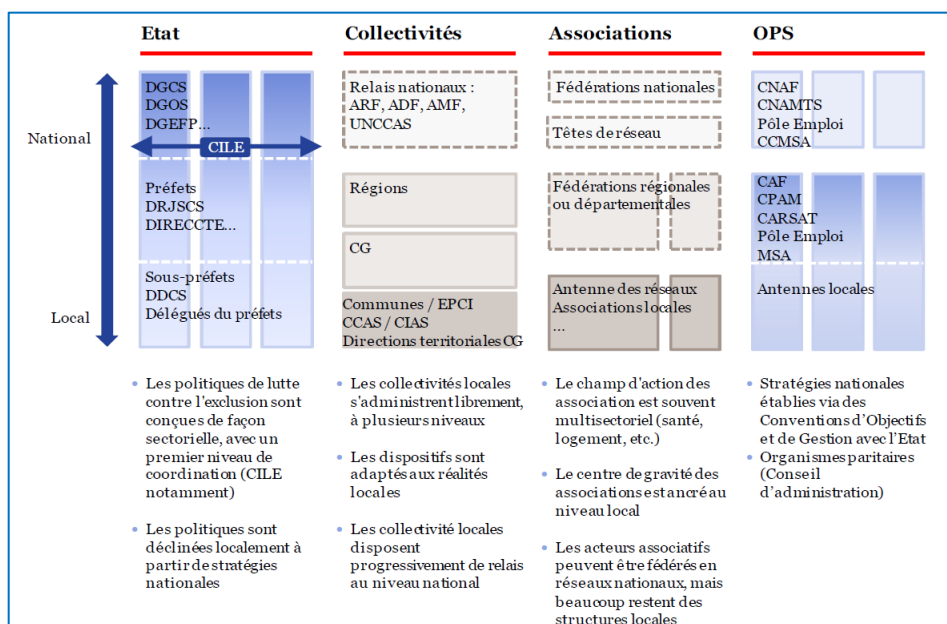 Etat
Collectivités
Associations
OPS
National
Local
DGCS
DGOS
DGEFP...
CILE
Préfets
DRJSCS
DIRECCTE...
Sous-préfets
DDCS
Délégués du préfets
Relais nationaux :
ARF, ADF, AMF,
UNCCAS
Régions
CG
Communes / EPCI
CCAS / CIAS
Directions territoriales CG
Fédérations nationales
Têtes de réseau
Fédérations régionales
ou départementales
Antenne des réseaux
Associations locales
...
CNAF
CNAMTS
Pôle Emploi
CCMSA
CAF
CPAM
CARSAT
Pôle Emploi
MSA
Antennes locales
• Les politiques de lutte
contre l'exclusion sont
conçues de façon
sectorielle, avec un
premier niveau de
coordination (CILE
notamment)
• Les politiques sont
déclinées localement à
partir de stratégies
nationales
• Les collectivités locales
s'administrent librement,
à plusieurs niveaux
• Les dispositifs sont
adaptés aux réalités
locales
• Les collectivité locales
disposent
progressivement de relais
au niveau national
• Le champ d'action des
association est souvent
multisectoriel (santé,
logement, etc.)
• Le centre de gravité des
associations est ancré au
niveau local
• Les acteurs associatifs
peuvent être fédérés en
réseaux nationaux, mais
beaucoup restent des
structures locales
• Stratégies nationales
établies via des
Conventions d'Objectifs
et de Gestion avec l'Etat
• Organismes paritaires
(Conseil
d'administration)